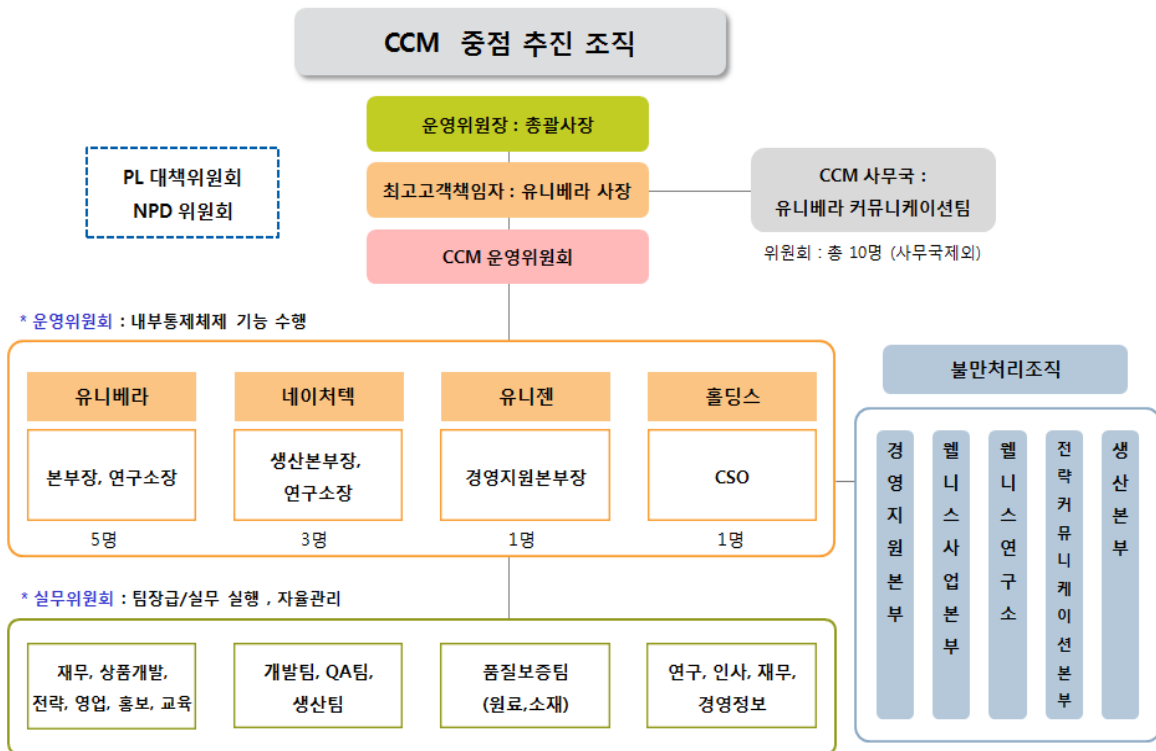 CCM 중점 추진 조직
운영위원장 : 총괄사장
PL 대책위원회
NPD 위원회
최고고객책임자 : 유니베라 사장
CCM 사무국 :
유니베라 커뮤니케이션팀
CCM 운영위원회
위원회 : 총 10명 (사무국제외)
* 운영위원회 : 내부통제체제 기능 수행
유니베라
본부장, 연구소장
5명
네이처텍
생산본부장,
연구소장
3명
유니젠
경영지원본부장
1명
홀딩스
CSO
1명
불만처리조직
경영지원본부
웰니스사업본부
웰니스연구소
전략커뮤니케이션본부
생산본부
* 실무위원회 : 팀장급/실무 실행 , 자율관리
재무, 상품개발,
전략, 영업, 홍보, 교육
개발팀, QA팀,
생산팀
품질보증팀
(원료,소재)
연구, 인사, 재무,
경영정보